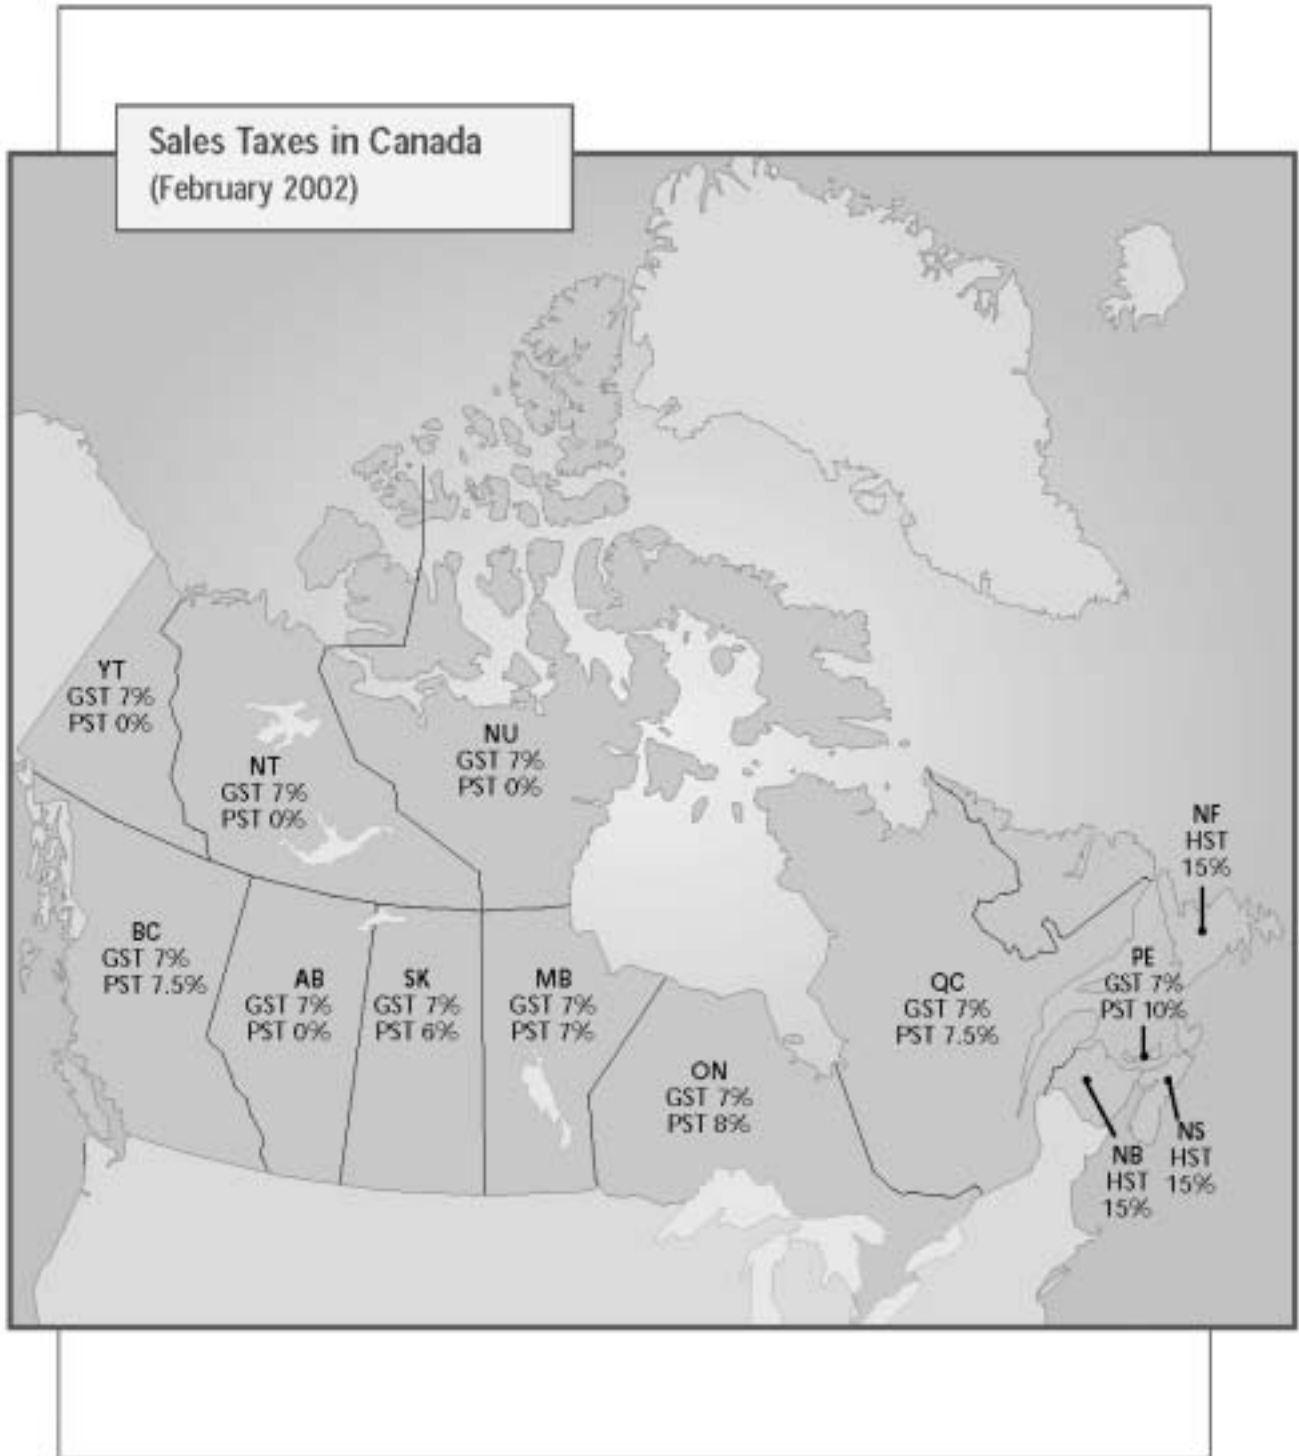 Sales Taxes in Canada
(February 2002)
YT
GST 7%
PST 0%
NT
GST 7%
PST 0%
NU
GST 7%
PST 0%
NF
HST
15%
BC
GST 7%
PST 7.5%
AB
GST 7%
PST 0%
SK
GST 7%
PST 6%
MB
GST 7%
PST 7%
ON
GST 7%
PST 8%
QC
GST 7%
PST 7.5%
PE
GST 7%
PST 10%
NB
HST
15%
NS
HST
15%